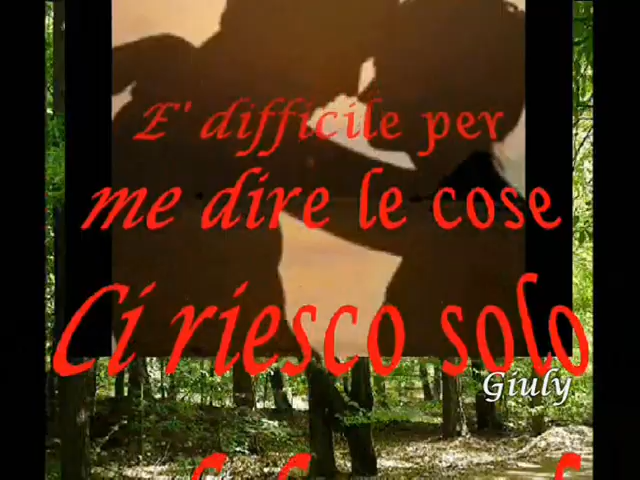 E' difficile per
me dire le cose
Ci riesco solo
Giuly